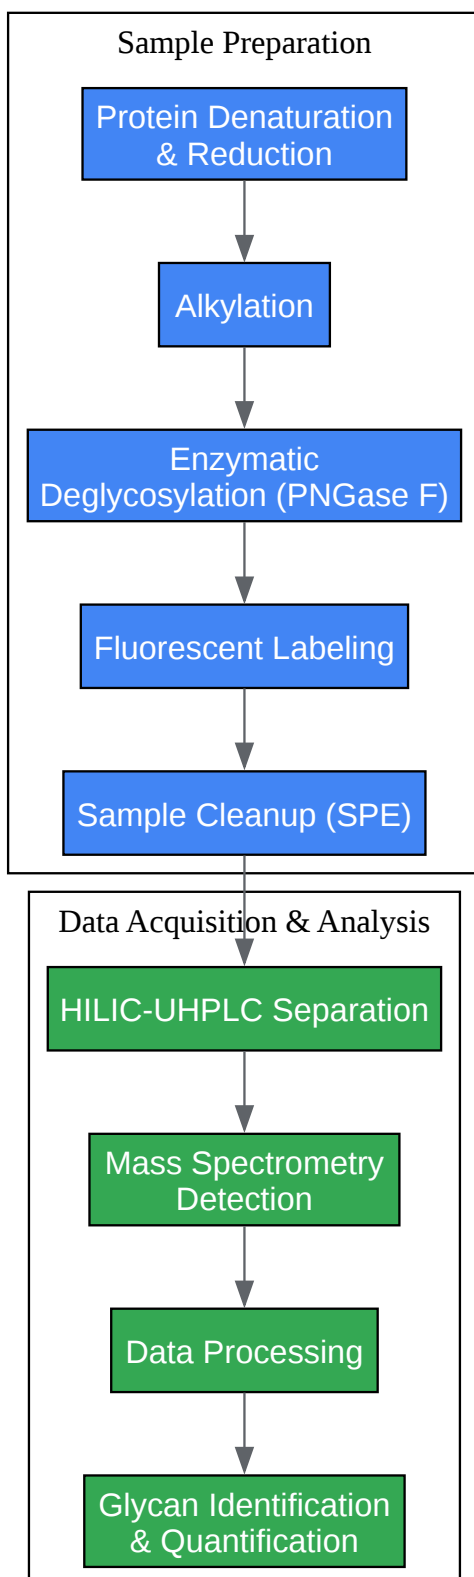 Sample Preparation
Protein Denaturation
& Reduction
Alkylation
Enzymatic
Deglycosylation (PNGase F)
Fluorescent Labeling
Sample Cleanup (SPE)
Data Acquisition & Analysis
HILIC-UHPLC Separation
Mass Spectrometry
Detection
Data Processing
Glycan Identification
& Quantification